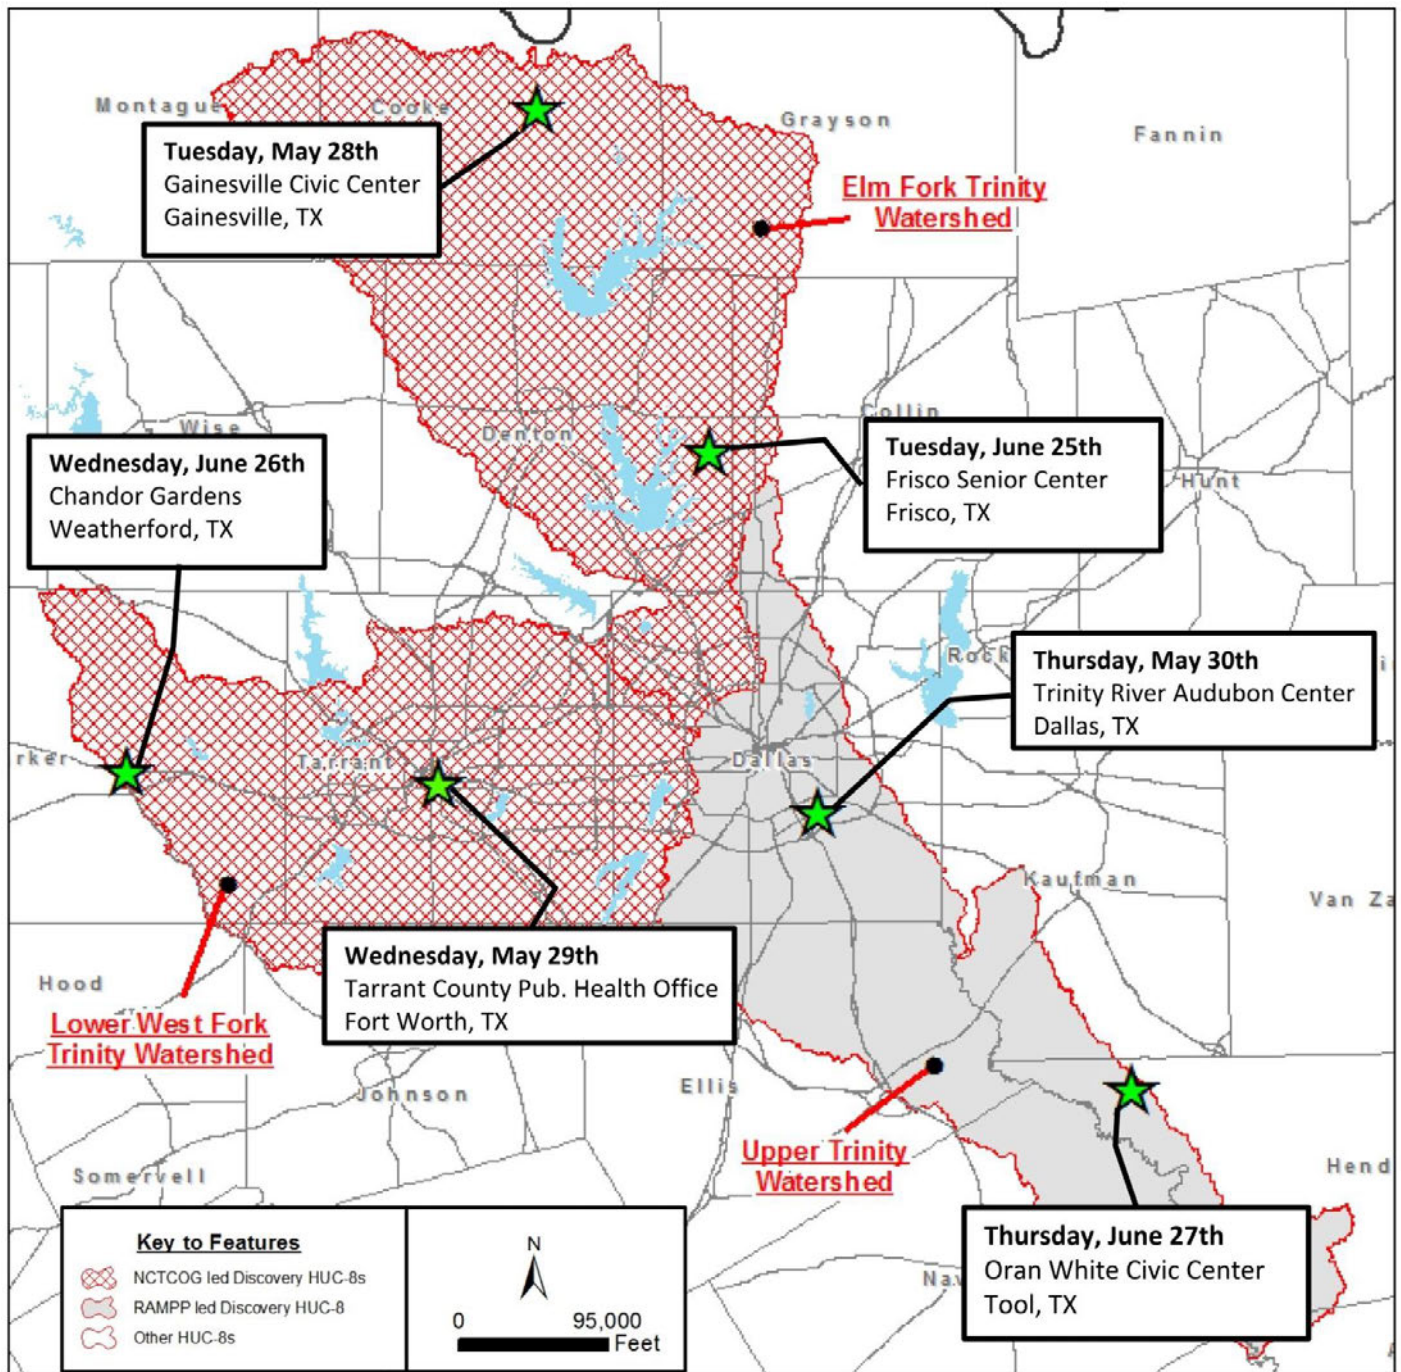 Montague
Cooke
Grayson
Fannin
Tuesday, May 28th
Gainesville Civic Center
Gainesville, TX
Elm Fork Trinity
Watershed
Wise
Denton
Collin
Hunt
Wednesday, June 26th
Chandor Gardens
Weatherford, TX
Tuesday, June 25th
Frisco Senior Center
Frisco, TX
Rock
Thursday, May 30th
Trinity River Audubon Center
Dallas, TX
rker
Tarrant
Dallas
Kaufman
Van Za
Wednesday, May 29th
Tarrant County Pub. Health Office
Fort Worth, TX
Hood
Lower West Fork
Trinity Watershed
Johnson
Ellis
Upper Trinity
Watershed
Somervell
Hend
Thursday, June 27th
Oran White Civic Center
Tool, TX
Nav
Key to Features
NCTCOG led Discovery HUC-8s
RAMPP led Discovery HUC-8
Other HUC-8s
N
0 95,000
Feet